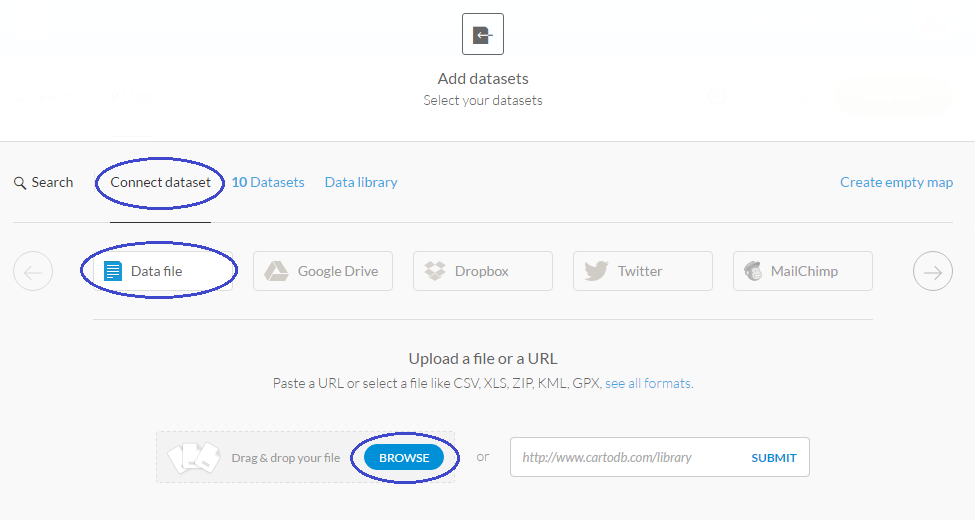 Add datasets
Select your datasets
Search Connect dataset 10 Datasets Data library Create empty map
Data file Google Drive Dropbox Twitter MailChimp
Upload a file or a URL
Paste a URL or select a file like CSV, XLS, ZIP, KML, GPX, see all formats.
Drag & drop your file BROWSE or http://www.cartodb.com/library SUBMIT